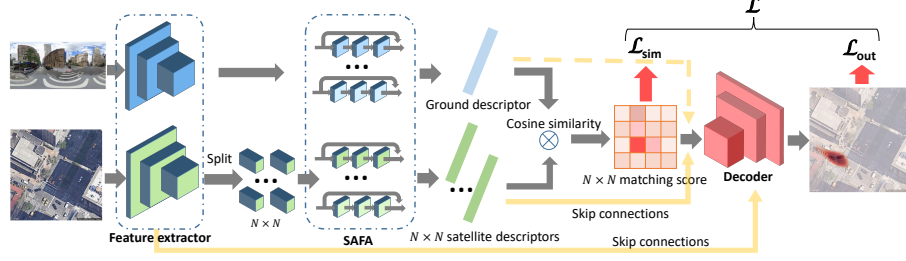 ℒ
ℒsim
ℒout
Ground descriptor
Cosine similarity
Split
N × N matching score
Decoder
N × N
Skip connections
Feature extractor
SAFA
N × N satellite descriptors
Skip connections